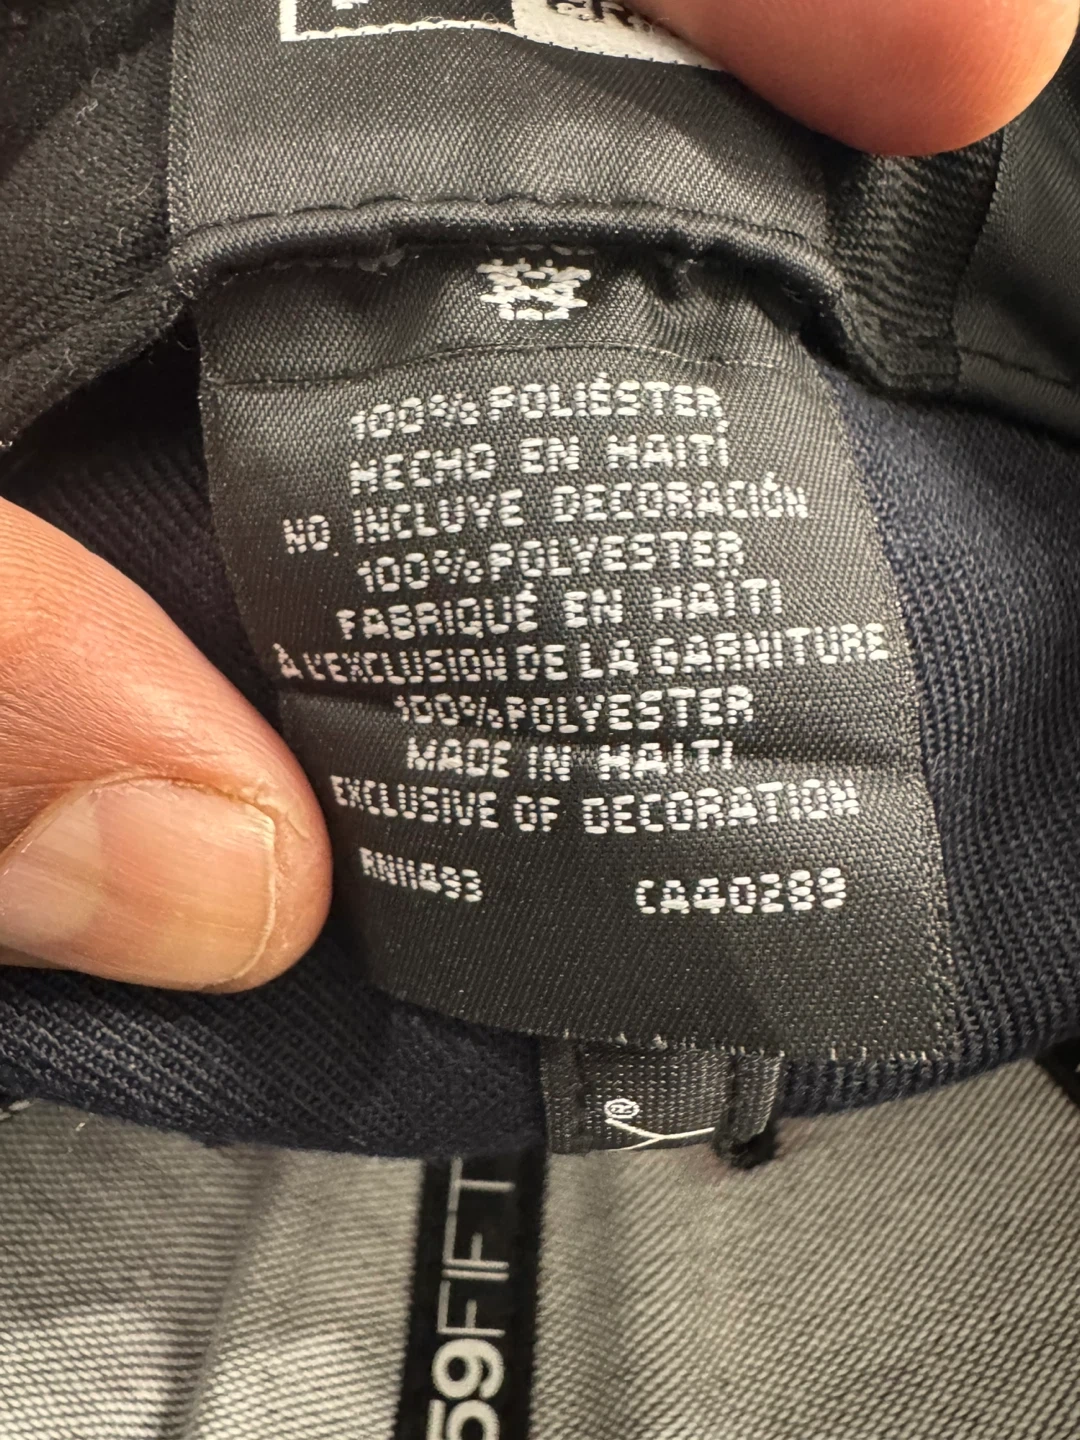 100% POLIÉSTER
HECHO EN HAITI
NO INCLUYE DECORACIÓN
100% POLYESTER
FABRIQUÉ EN HAÏTI
À L'EXCLUSION DE LA GARNITURE
100% POLYESTER
MADE IN HAITI
EXCLUSIVE OF DECORATION
RN11493 CA40289
Y®
59FIFT